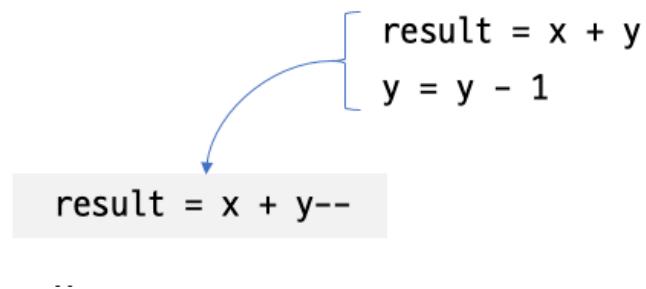 result = x + y
y = y - 1
result = x + y--